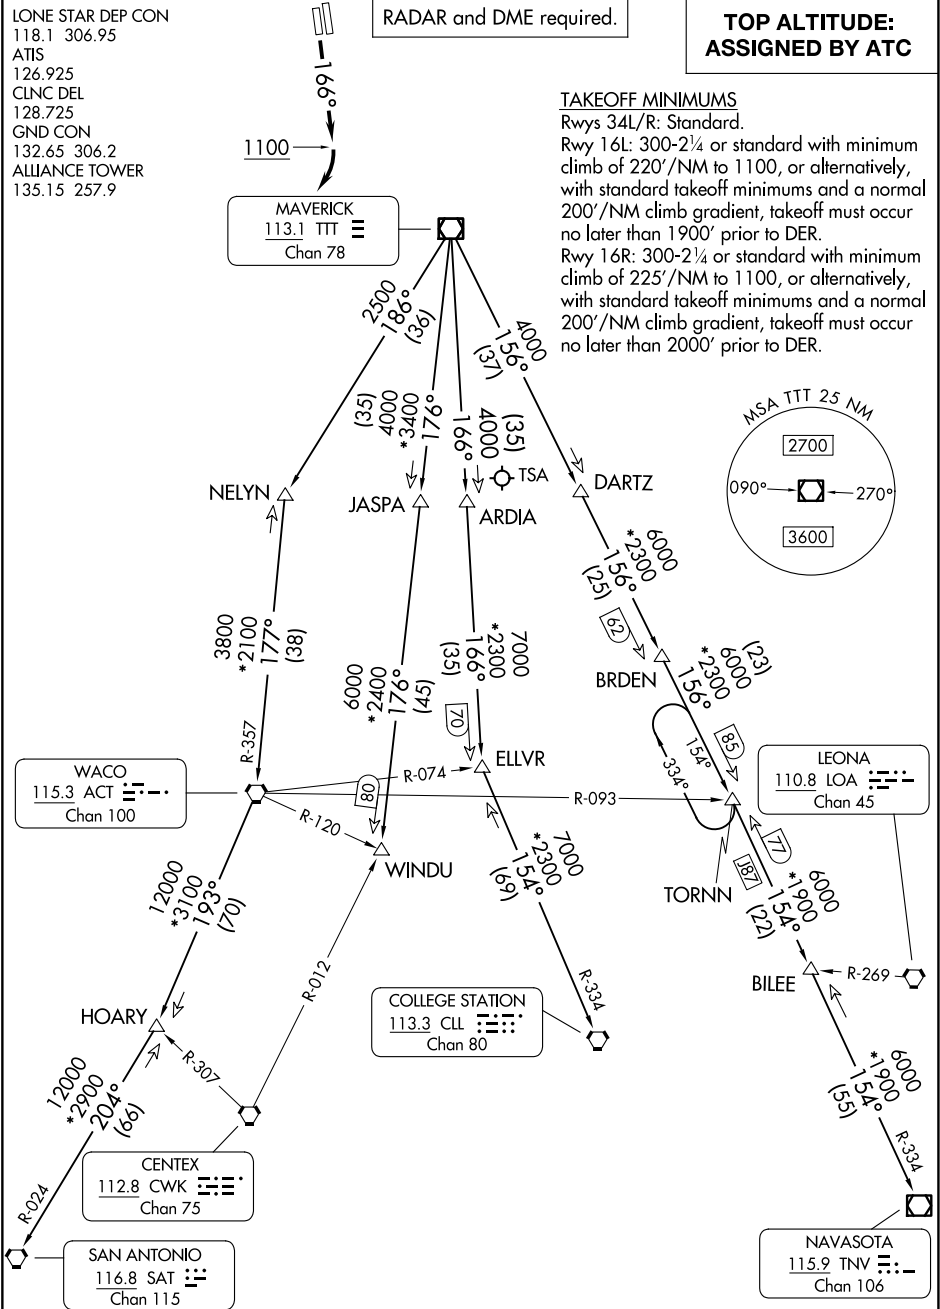 LONE STAR DEP CON
118.1 306.95
ATIS
126.925
CLNC DEL
128.725
GND CON
132.65 306.2
ALLIANCE TOWER
135.15 257.9
RADAR and DME required.
TOP ALTITUDE:
ASSIGNED BY ATC
166°
1100
TAKEOFF MINIMUMS
Rwys 34L/R: Standard.
Rwy 16L: 300-2¼ or standard with minimum
climb of 220'/NM to 1100, or alternatively,
with standard takeoff minimums and a normal
200'/NM climb gradient, takeoff must occur
no later than 1900' prior to DER.
Rwy 16R: 300-2¼ or standard with minimum
climb of 225'/NM to 1100, or alternatively,
with standard takeoff minimums and a normal
200'/NM climb gradient, takeoff must occur
no later than 2000' prior to DER.
MAVERICK
113.1 TTT
Chan 78
2500
186°
(36)
(35)
4000
*3400
176°
(35)
4000
166°
4000
156°
(37)
MSA TTT 25 NM
2700
090°
270°
3600
NELYN
JASPA
ARDIA
TSA
DARTZ
3800
*2100
177°
(38)
6000
*2400
176°
(45)
7000
*2300
166°
(35)
70
6000
*2300
156°
(25)
62
BRDEN
(23)
6000
*2300
156°
85
154°
334°
R-357
WACO
115.3 ACT
Chan 100
R-074
R-093
R-120
80
ELLVR
WINDU
TORNN
LEONA
110.8 LOA
Chan 45
77
J87
6000
*1900
154°
(22)
BILEE
R-269
12000
*3100
193°
(70)
7000
*2300
154°
(69)
R-334
COLLEGE STATION
113.3 CLL
Chan 80
HOARY
R-012
R-307
12000
*2900
204°
(66)
R-024
CENTEX
112.8 CWK
Chan 75
SAN ANTONIO
116.8 SAT
Chan 115
6000
*1900
154°
(55)
R-334
NAVASOTA
115.9 TNV
Chan 106